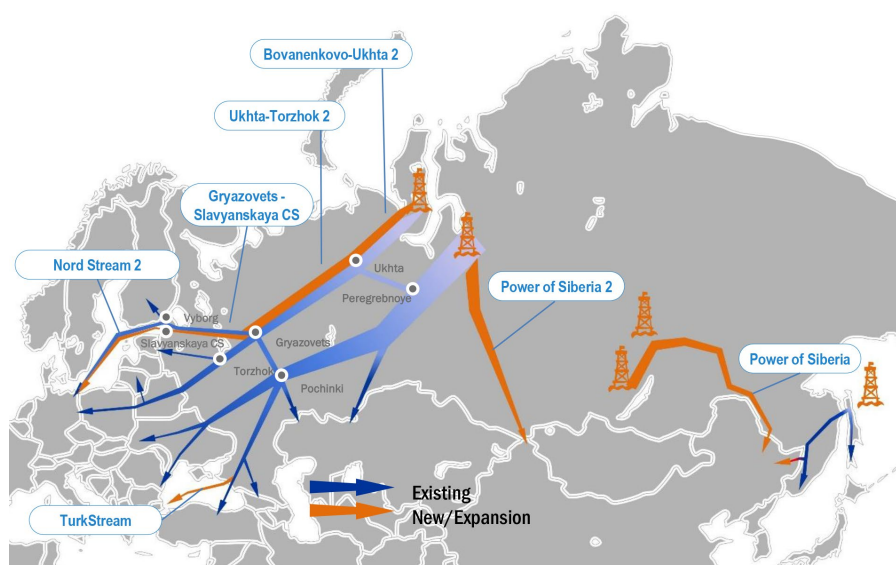 Bovanenkovo-Ukhta 2
Ukhta-Torzhok 2
Gryazovets -
Slavyanskaya CS
Nord Stream 2
Ukhta
Peregrebnoye
Power of Siberia 2
Vyborg
Slavyanskaya CS
Gryazovets
Torzhok
Pochinki
Power of Siberia
TurkStream
Existing
New/Expansion